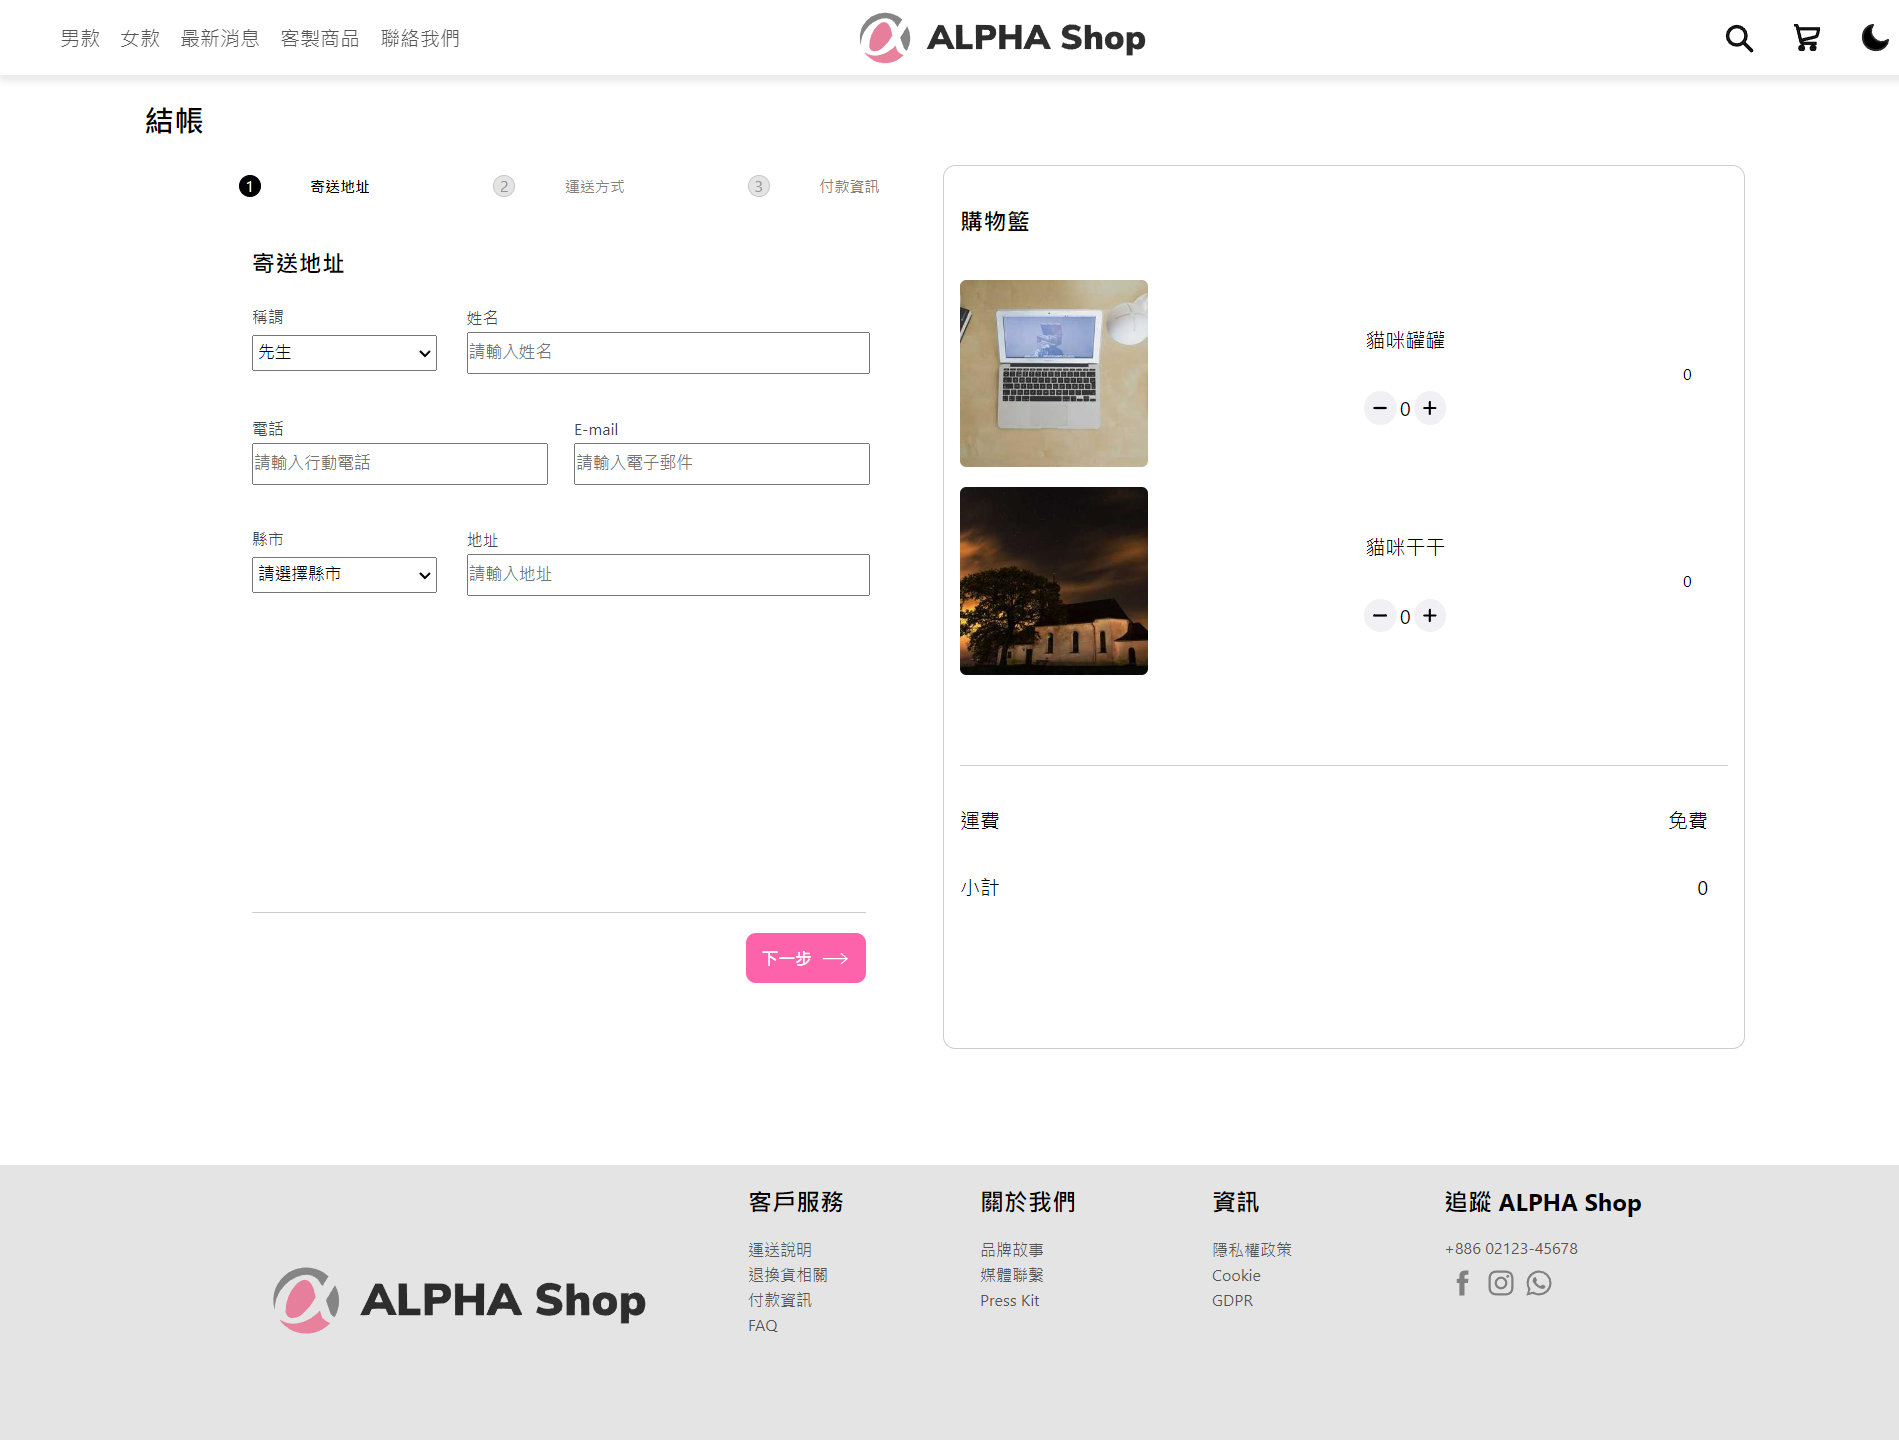 男款 女款 最新消息 客製商品 聯絡我們
ALPHA Shop
結帳
1 寄送地址 2 運送方式 3 付款資訊
寄送地址
稱謂 姓名
先生 請輸入姓名
電話 E-mail
請輸入行動電話 請輸入電子郵件
縣市 地址
請選擇縣市 請輸入地址
下一步
購物籃
貓咪罐罐
0
0
貓咪干干
0
0
運費 免費
小計 0
ALPHA Shop
客戶服務
運送說明
退換貨相關
付款資訊
FAQ
關於我們
品牌故事
媒體聯繫
Press Kit
資訊
隱私權政策
Cookie
GDPR
追蹤 ALPHA Shop
+886 02123-45678